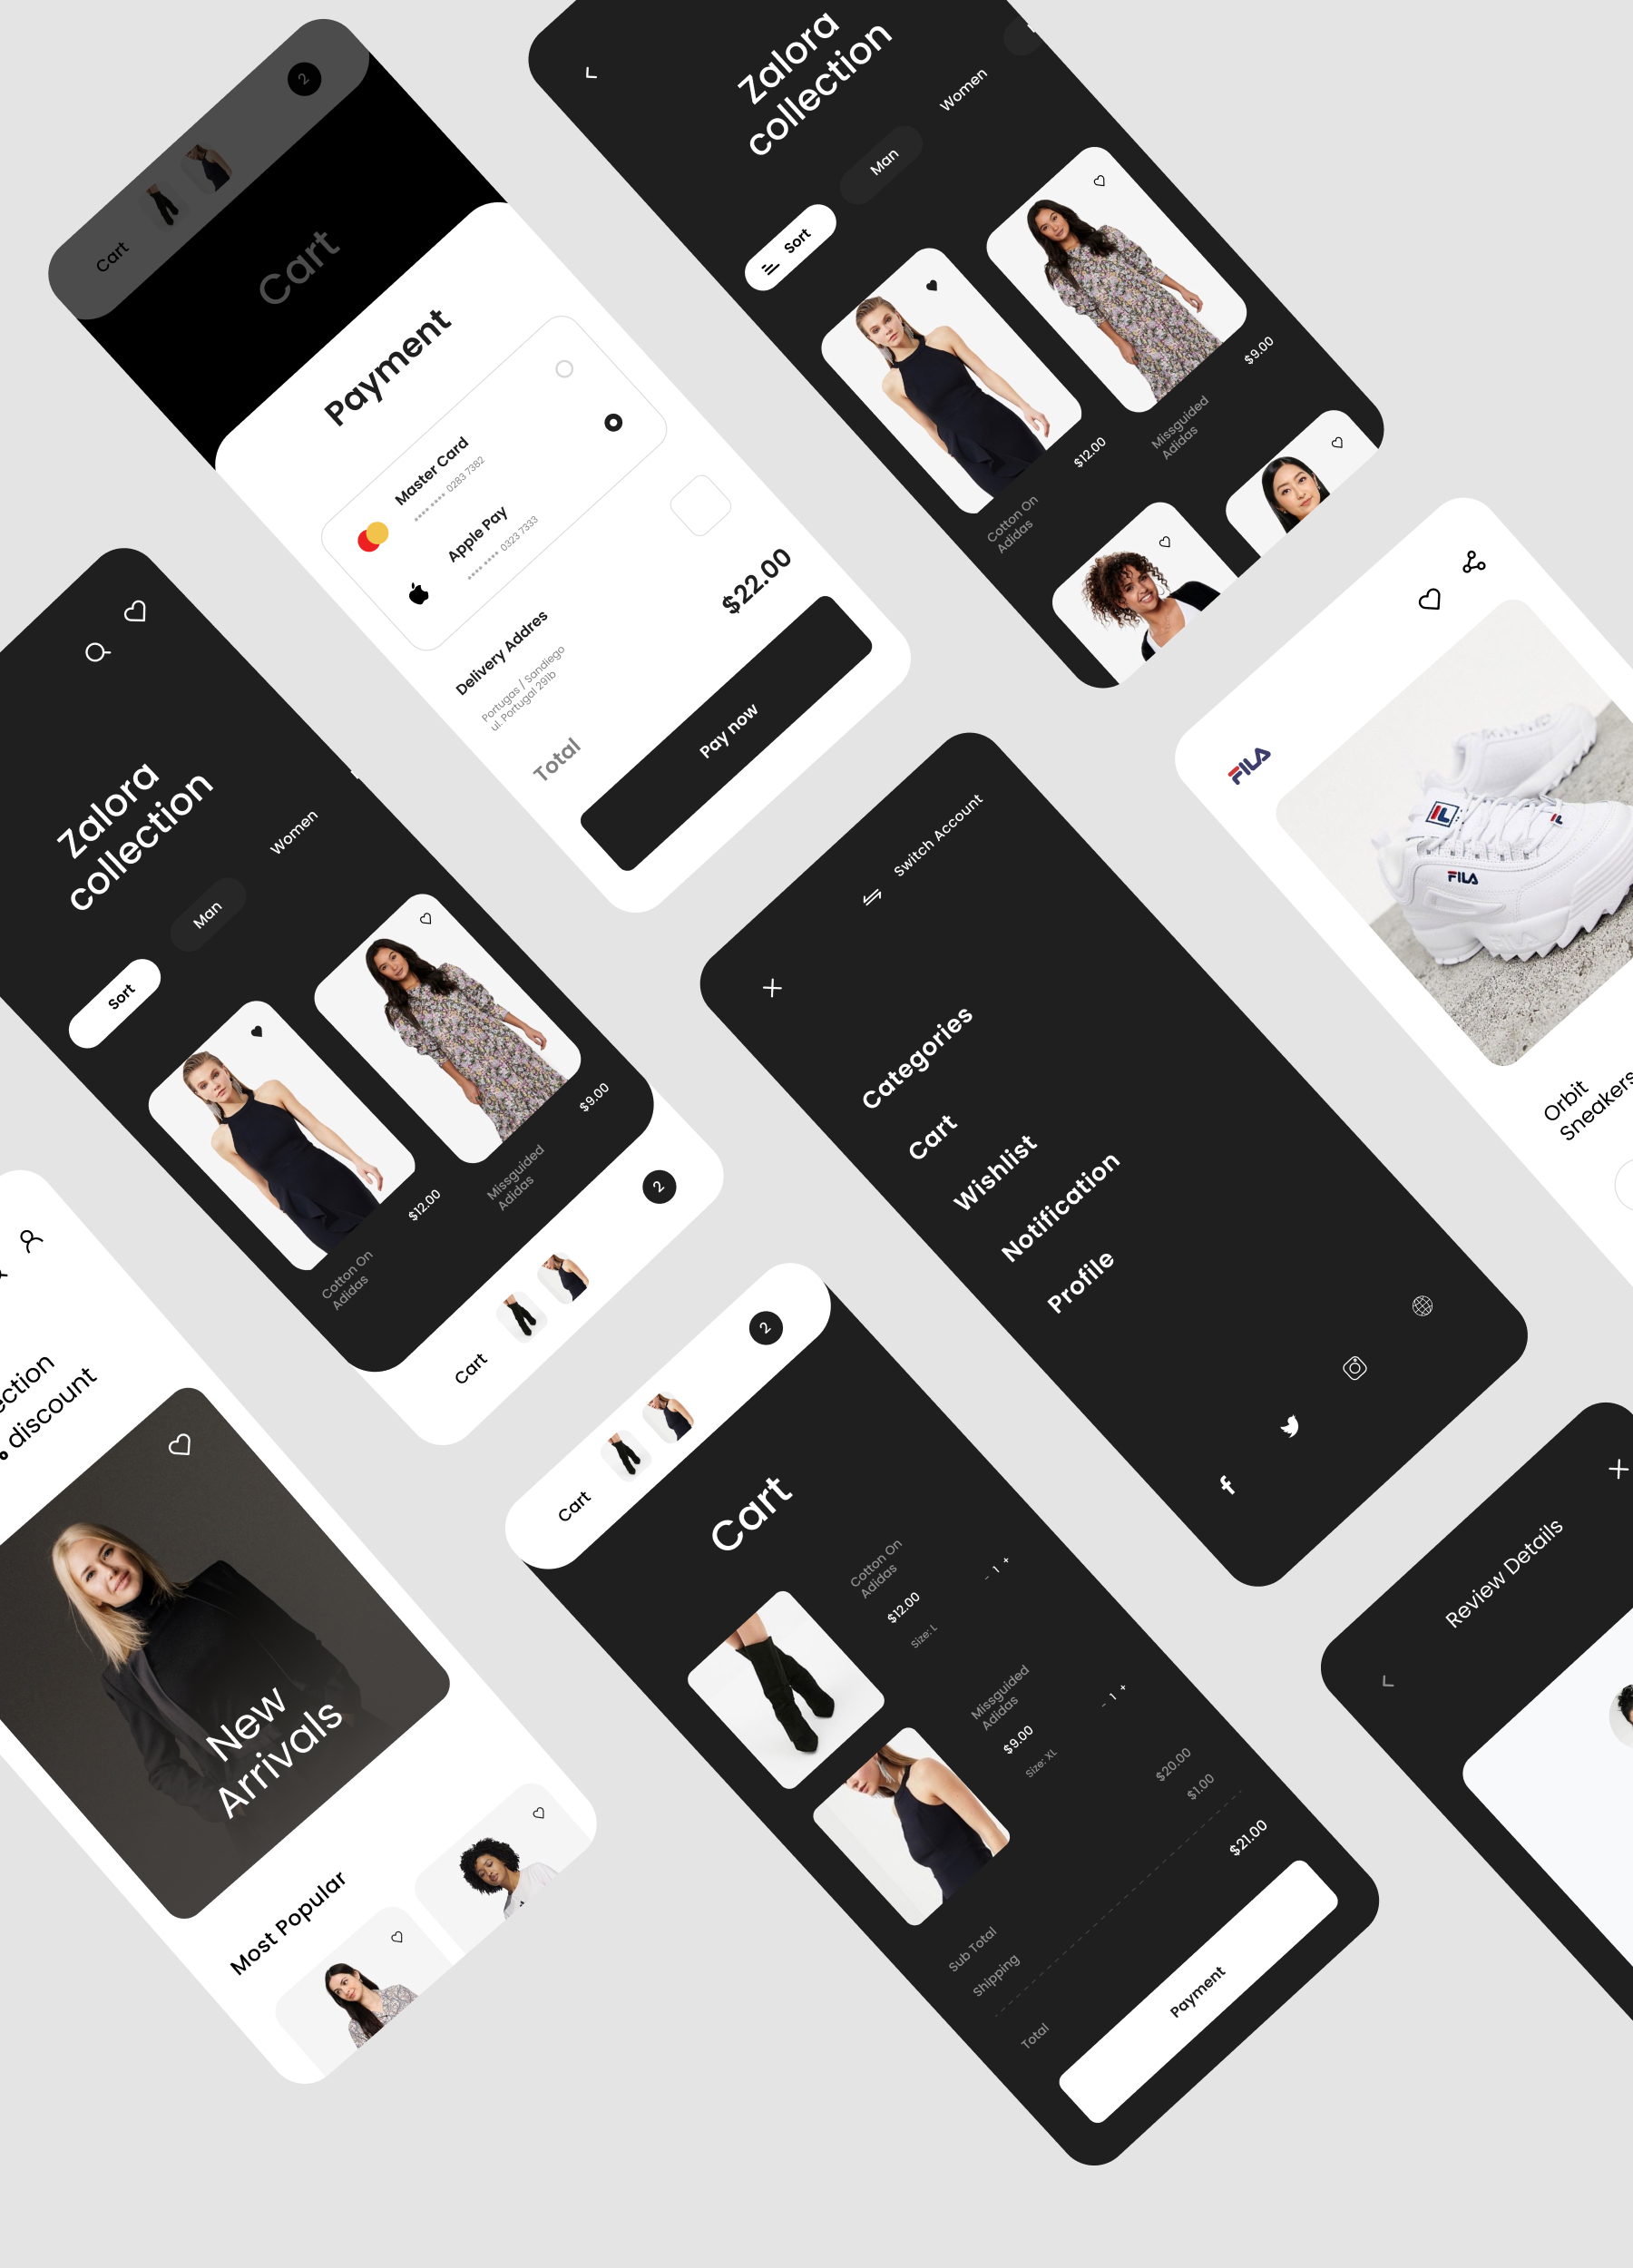 2
Cart
Cart
Payment
Master Card
•••• •••• 0283 7382
Apple Pay
•••• •••• 0323 7333
Delivery Addres
Portugas / Sandiego
ul. Portugal 291b
Total
$22.00
Pay now
Zalora
collection
Women
Man
Sort
Cotton On
Adidas
$12.00
Missguided
Adidas
$9.00
Zalora
collection
Women
Man
Sort
Cotton On
Adidas
$12.00
Missguided
Adidas
$9.00
Cart
2
Switch Account
Categories
Cart
Wishlist
Notification
Profile
FILA
FILA
Orbit
Sneakers
discount
New
Arrivals
Most Popular
Cart
2
Cart
Cotton On
Adidas
$12.00
Size: L
- 1 +
Missguided
Adidas
$9.00
Size: XL
- 1 +
Sub Total
$20.00
Shipping
$1.00
Total
$21.00
Payment
Review Details